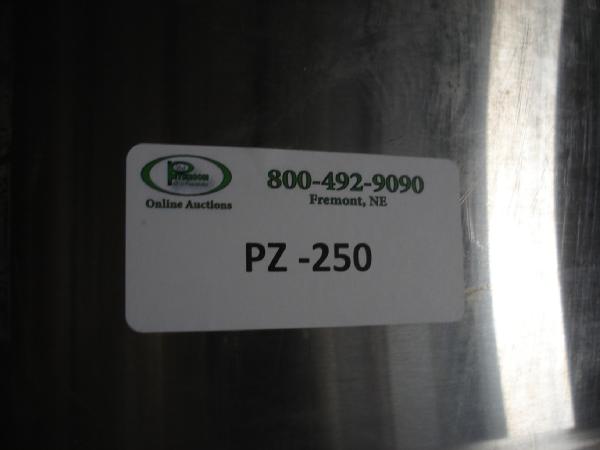 800-492-9090
Fremont, NE
Online Auctions
PZ -250